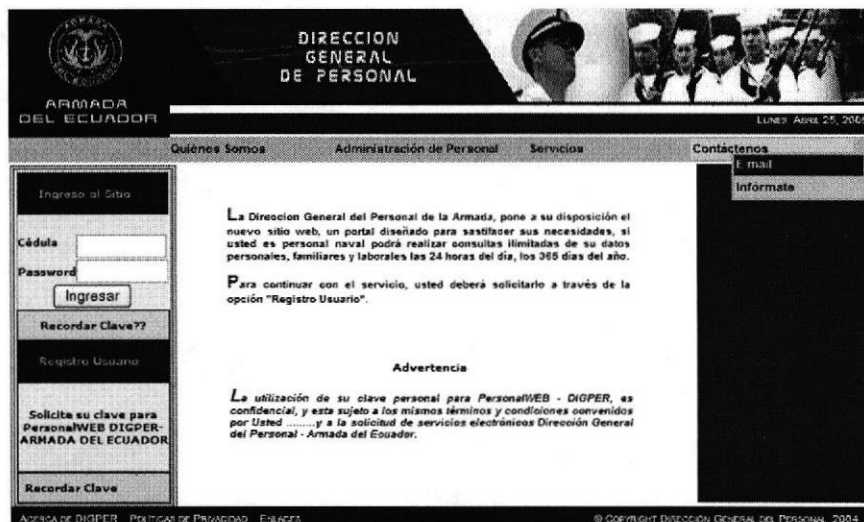 ARMADA
DEL ECUADOR
DIRECCION
GENERAL
DE PERSONAL
LUNES ABRIL 25,
Quiénes Somos Administración de Personal Servicios Contáctenos
E mail
Infórmate
Ingreso al Sitio
Cédula
Password
Ingresar
Recordar Clave??
Registro Usuario
Solicite su clave para
PersonalWEB DIGPER-
ARMADA DEL ECUADOR
Recordar Clave
La Direccion General del Personal de la Armada, pone a su disposición el
nuevo sitio web, un portal diseñado para sastifacer sus necesidades, si
usted es personal naval podrá realizar consultas ilimitadas de su datos
personales, familiares y laborales las 24 horas del dia, los 365 dias del año.
Para continuar con el servicio, usted deberá solicitarlo a través de la
opción "Registro Usuario".
Advertencia
La utilización de su clave personal para PersonalWEB - DIGPER, es
confidencial, y esta sujeto a los mismos términos y condiciones convenidos
por Usted ........y a la solicitud de servicios electrónicos Dirección General
del Personal - Armada del Ecuador.
ACERCA DE DIGPER POLITICAS DE PRIVACIDAD ENLACES © COPYRIGHT DIRECCIÓN GENERAL DEL PERSONAL 2004